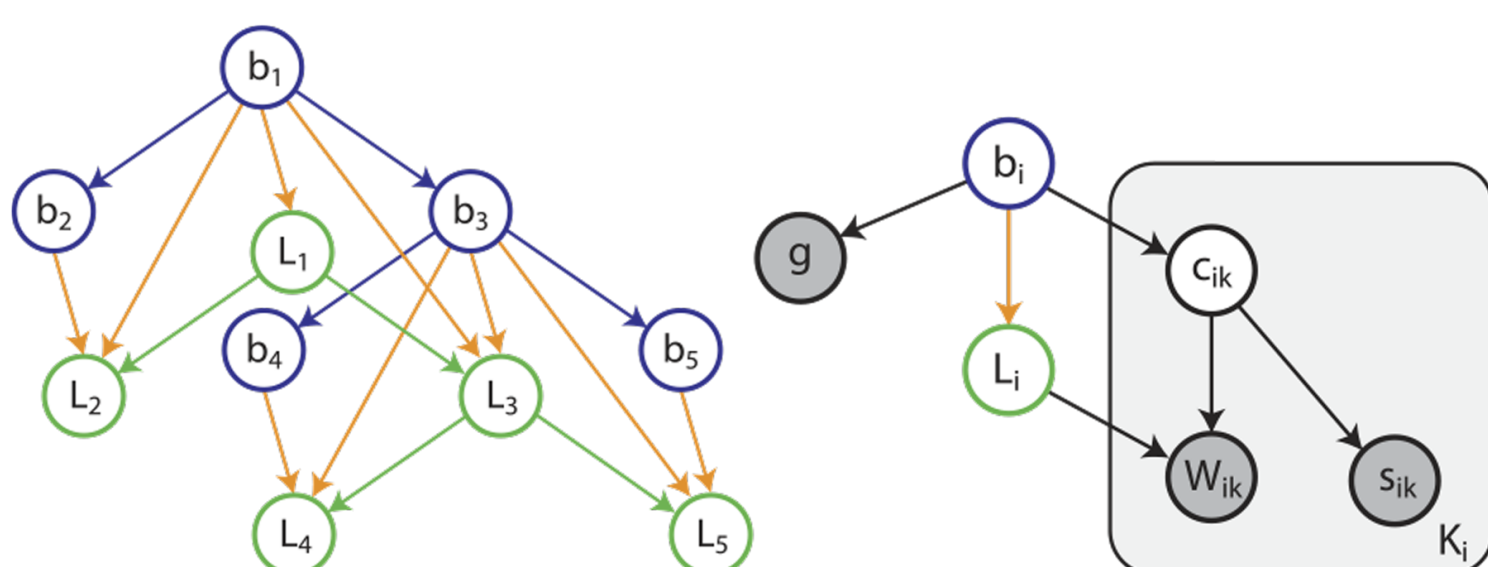 b₁
b₂
b₃
L₁
b₄
b₅
L₂
L₃
L₄
L₅
bᵢ
g
cᵢₖ
Lᵢ
Wᵢₖ
sᵢₖ
Kᵢ